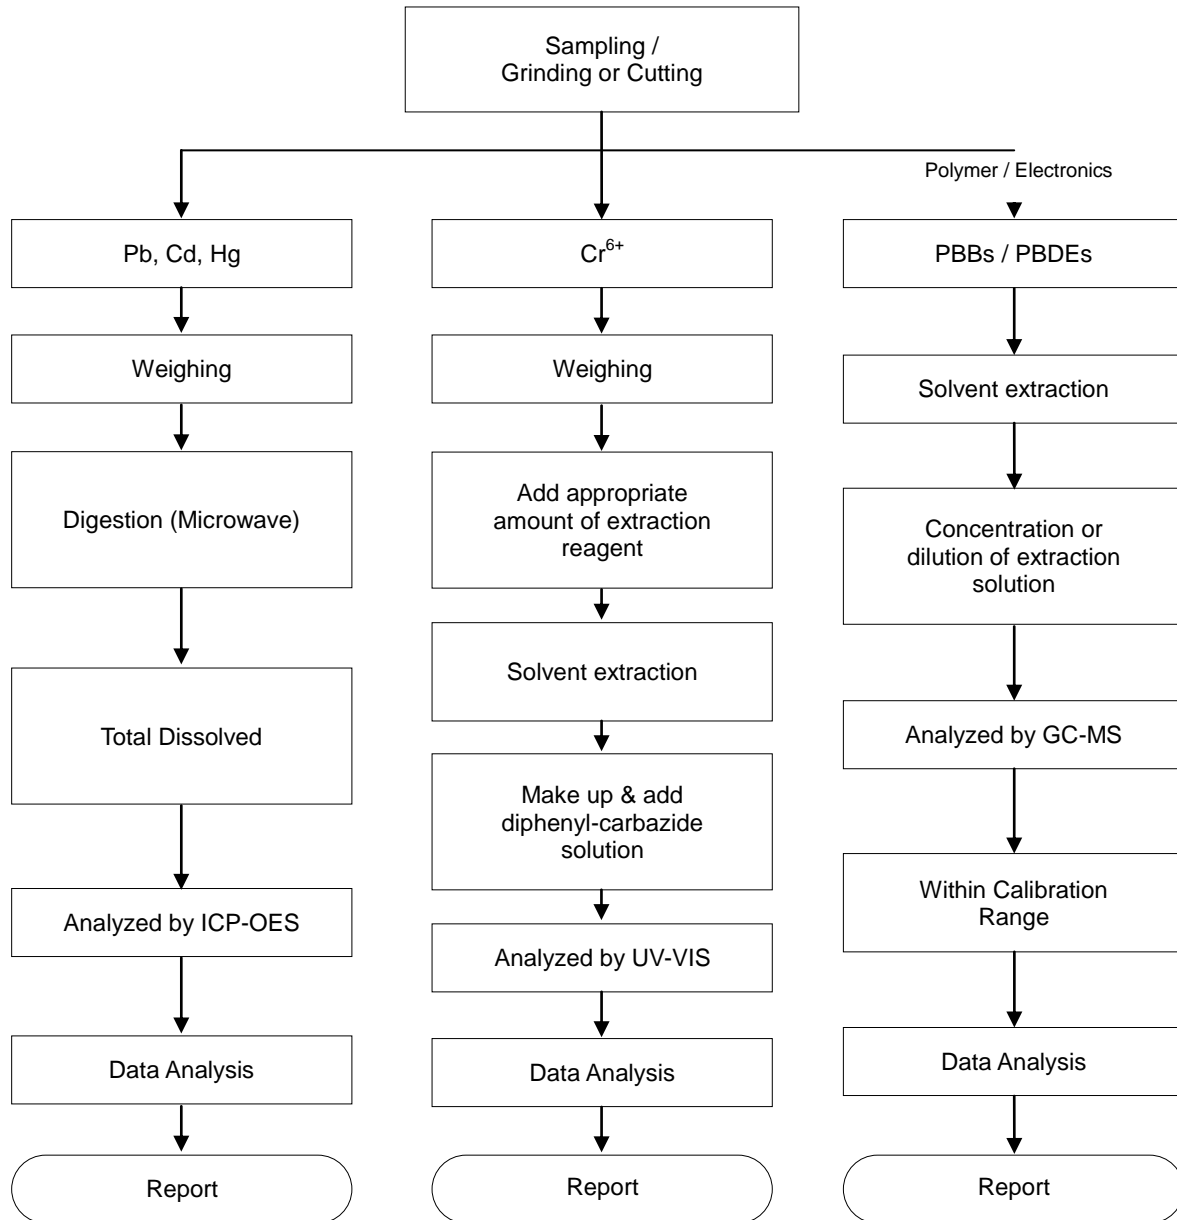 Sampling /
Grinding or Cutting
Polymer / Electronics
Pb, Cd, Hg
Weighing
Digestion (Microwave)
Total Dissolved
Analyzed by ICP-OES
Data Analysis
Report
Cr6+
Weighing
Add appropriate
amount of extraction
reagent
Solvent extraction
Make up & add
diphenyl-carbazide
solution
Analyzed by UV-VIS
Data Analysis
Report
PBBs / PBDEs
Solvent extraction
Concentration or
dilution of extraction
solution
Analyzed by GC-MS
Within Calibration
Range
Data Analysis
Report